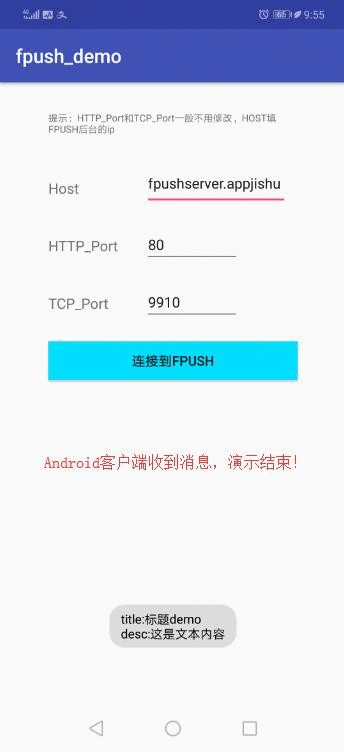 4G 支 65 9:55
fpush_demo
提示：HTTP_Port和TCP_Port一般不用修改，HOST填
FPUSH后台的ip
Host fpushserver.appjishu
HTTP_Port 80
TCP_Port 9910
连接到FPUSH
Android客户端收到消息，演示结束！
title:标题demo
desc:这是文本内容